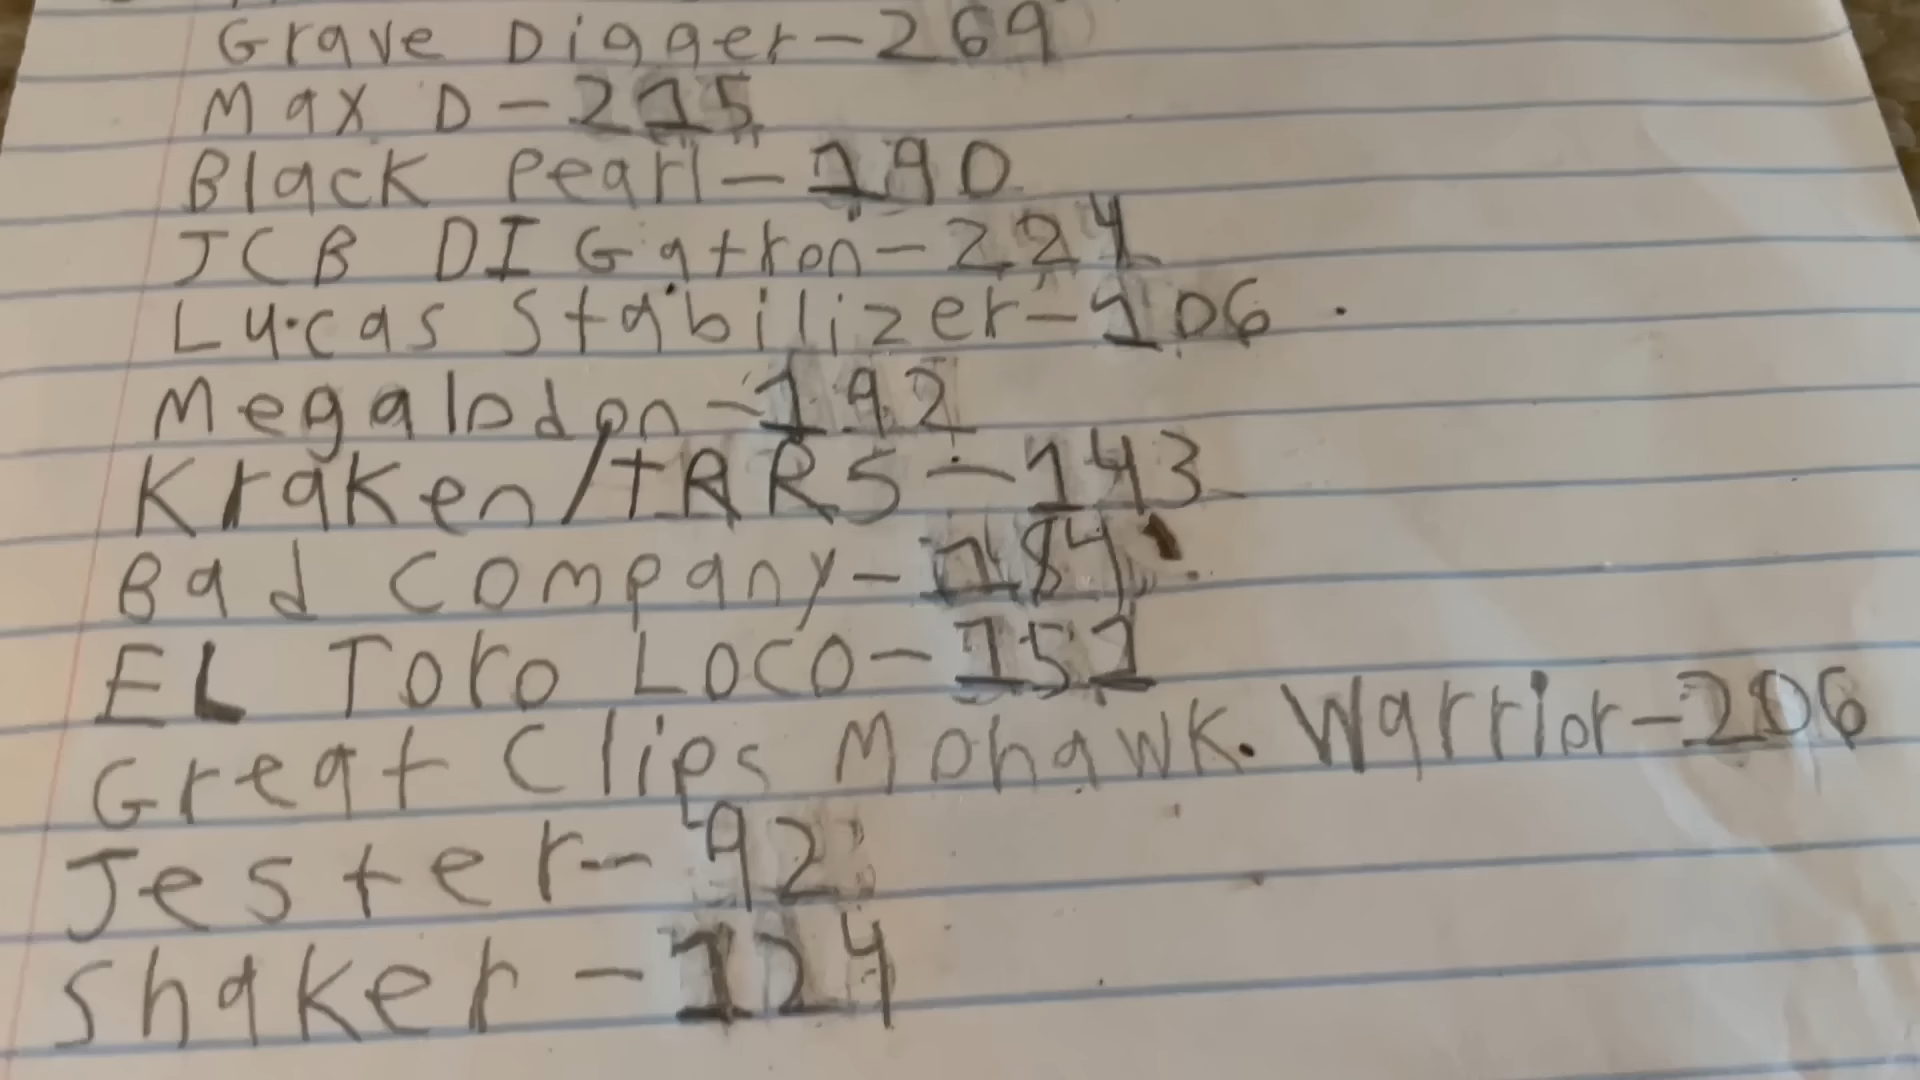 Grave Digger-269
Max D-215
Black Pearl-190
JCB DIGatron-224
Lucas Stabilizer-106
Megalodon-192
Kraken/TRRS-143
Bad Company-184
EL Toro Loco-151
Great Clips Mohawk Warrior-206
Jester-92
Shaker-124